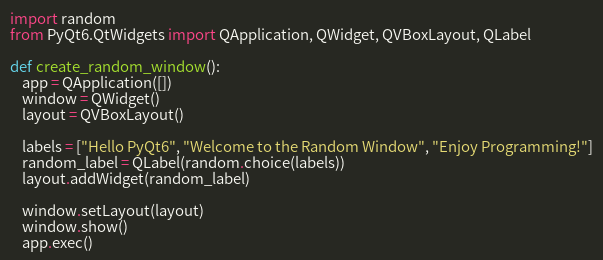 import random
from PyQt6.QtWidgets import QApplication, QWidget, QVBoxLayout, QLabel

def create_random_window():
    app = QApplication([])
    window = QWidget()
    layout = QVBoxLayout()

    labels = ["Hello PyQt6", "Welcome to the Random Window", "Enjoy Programming!"]
    random_label = QLabel(random.choice(labels))
    layout.addWidget(random_label)

    window.setLayout(layout)
    window.show()
    app.exec()